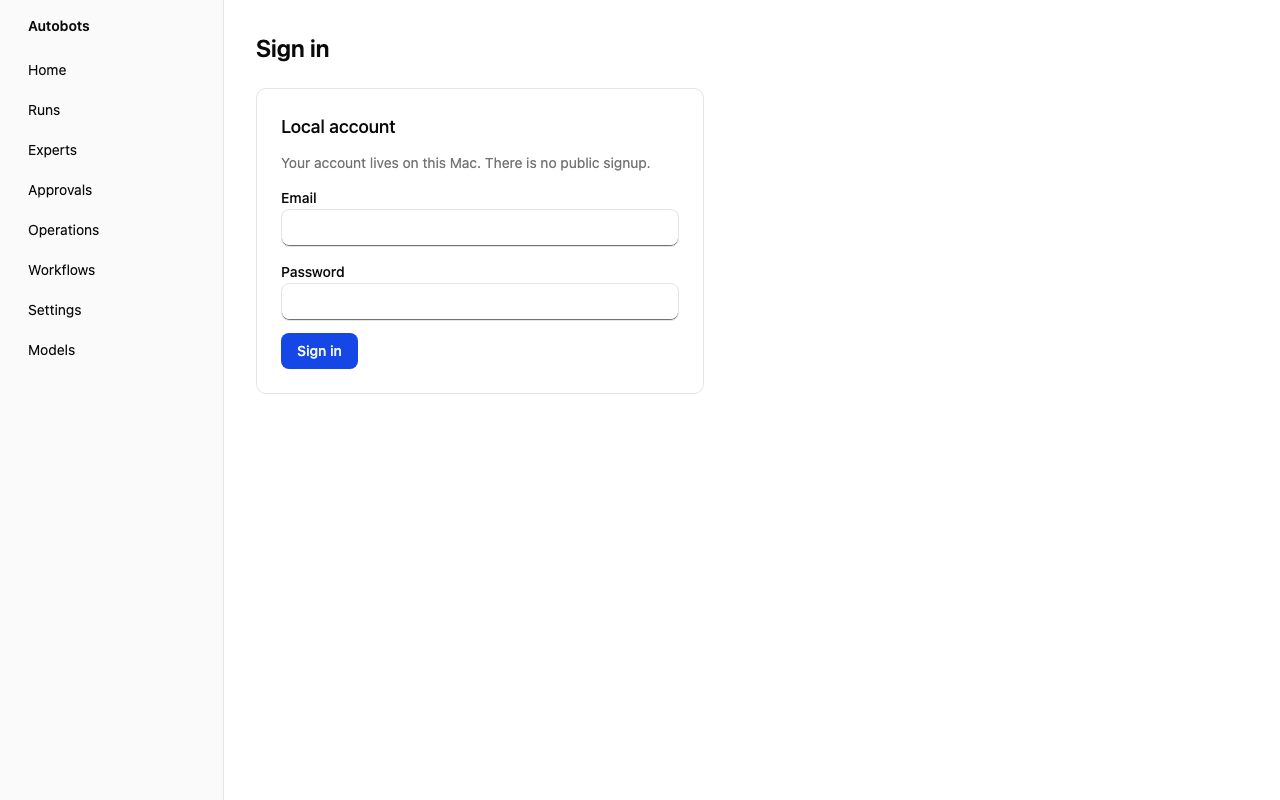 Autobots
Home
Runs
Experts
Approvals
Operations
Workflows
Settings
Models
Sign in
Local account
Your account lives on this Mac. There is no public signup.
Email
Password
Sign in